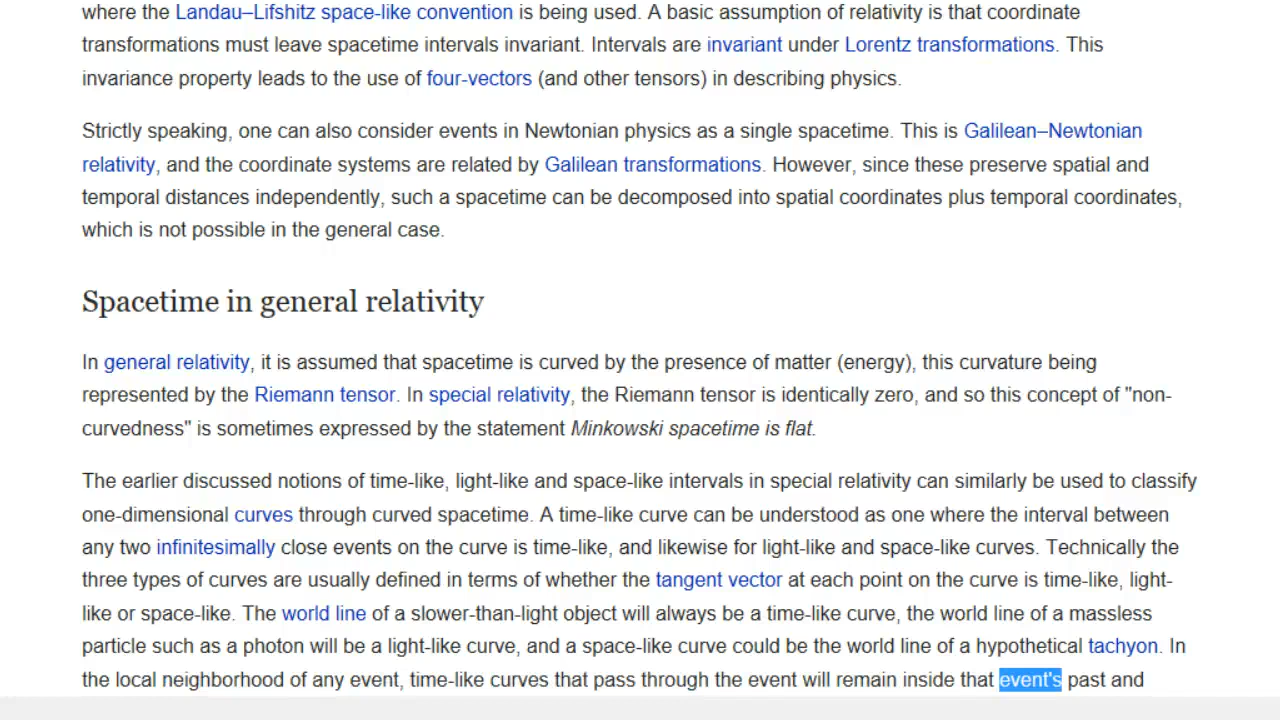 where the Landau–Lifshitz space-like convention is being used. A basic assumption of relativity is that coordinate
transformations must leave spacetime intervals invariant. Intervals are invariant under Lorentz transformations. This
invariance property leads to the use of four-vectors (and other tensors) in describing physics.
Strictly speaking, one can also consider events in Newtonian physics as a single spacetime. This is Galilean–Newtonian
relativity, and the coordinate systems are related by Galilean transformations. However, since these preserve spatial and
temporal distances independently, such a spacetime can be decomposed into spatial coordinates plus temporal coordinates,
which is not possible in the general case.
Spacetime in general relativity
In general relativity, it is assumed that spacetime is curved by the presence of matter (energy), this curvature being
represented by the Riemann tensor. In special relativity, the Riemann tensor is identically zero, and so this concept of "non-
curvedness" is sometimes expressed by the statement Minkowski spacetime is flat.
The earlier discussed notions of time-like, light-like and space-like intervals in special relativity can similarly be used to classify
one-dimensional curves through curved spacetime. A time-like curve can be understood as one where the interval between
any two infinitesimally close events on the curve is time-like, and likewise for light-like and space-like curves. Technically the
three types of curves are usually defined in terms of whether the tangent vector at each point on the curve is time-like, light-
like or space-like. The world line of a slower-than-light object will always be a time-like curve, the world line of a massless
particle such as a photon will be a light-like curve, and a space-like curve could be the world line of a hypothetical tachyon. In
the local neighborhood of any event, time-like curves that pass through the event will remain inside that event's past and